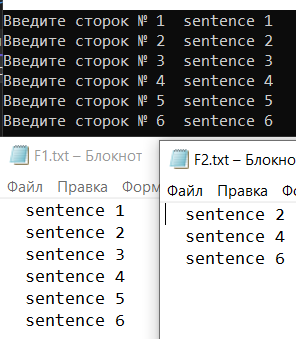 Введите сторок № 1  sentence 1
Введите сторок № 2  sentence 2
Введите сторок № 3  sentence 3
Введите сторок № 4  sentence 4
Введите сторок № 5  sentence 5
Введите сторок № 6  sentence 6
F1.txt – Блокнот
Файл Правка Форм
sentence 1
sentence 2
sentence 3
sentence 4
sentence 5
sentence 6
F2.txt – Блокно
Файл Правка Ф
sentence 2
sentence 4
sentence 6